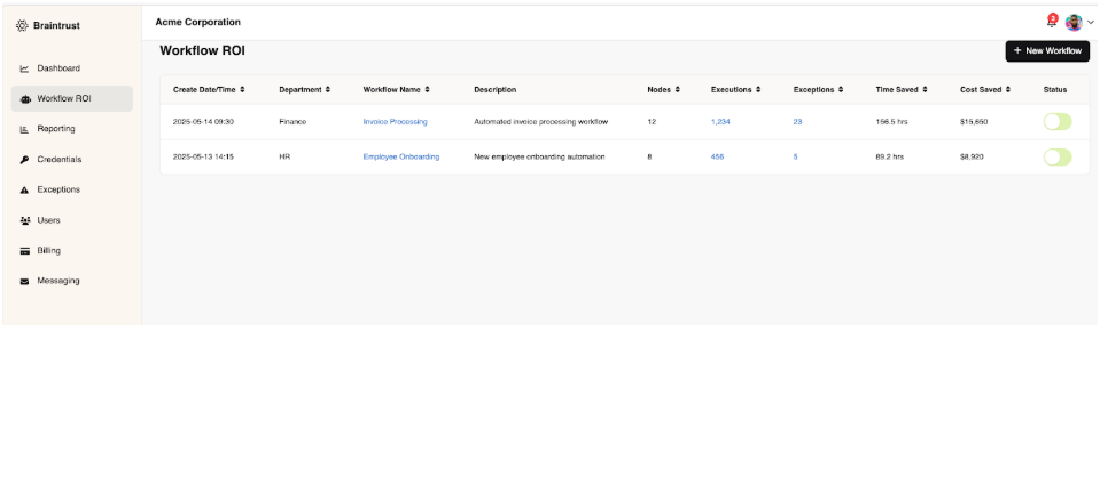 Braintrust
Acme Corporation
2
Workflow ROI
+ New Workflow
Dashboard
Workflow ROI
Reporting
Credentials
Exceptions
Users
Billing
Messaging
Create Date/Time Department Workflow Name Description Nodes Executions Exceptions Time Saved Cost Saved Status
2025-05-14 09:30 Finance Invoice Processing Automated invoice processing workflow 12 1,234 23 156.5 hrs $15,650
2025-05-13 14:15 HR Employee Onboarding New employee onboarding automation 8 456 5 89.2 hrs $8,920